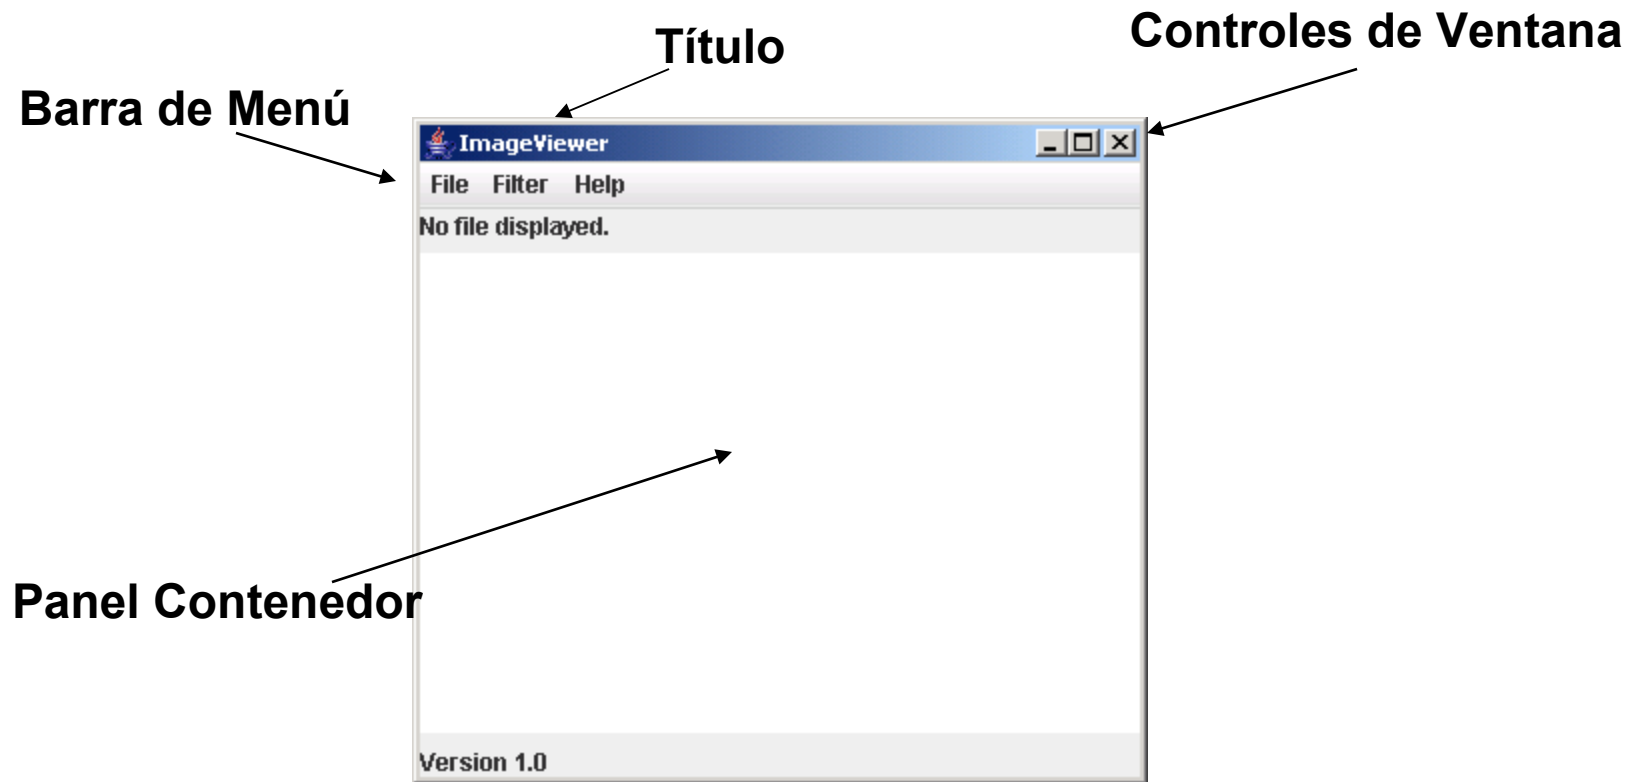 Título
Controles de Ventana
Barra de Menú
ImageViewer
File Filter Help
No file displayed.
Panel Contenedor
Version 1.0